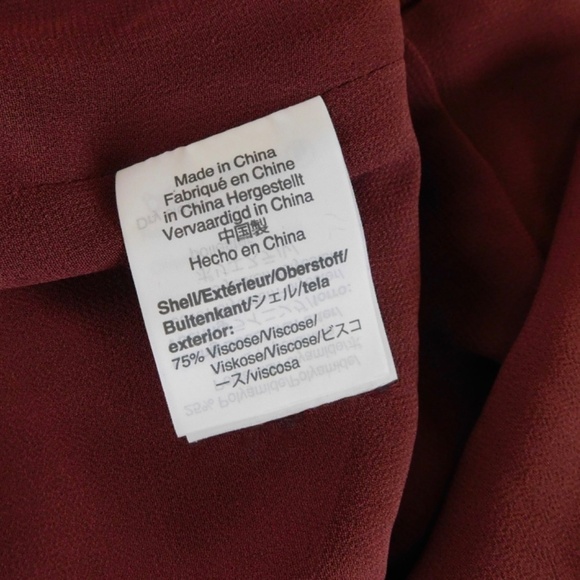 Made in China
Fabriqué en Chine
in China Hergestellt
Vervaardigd in China
中国製
Hecho en China
Shell/Extérieur/Oberstoff/
Buitenkant/シェル/tela
exterior:
75% Viscose/Viscose/
Viskose/Viscose/ビスコ
ース/viscosa